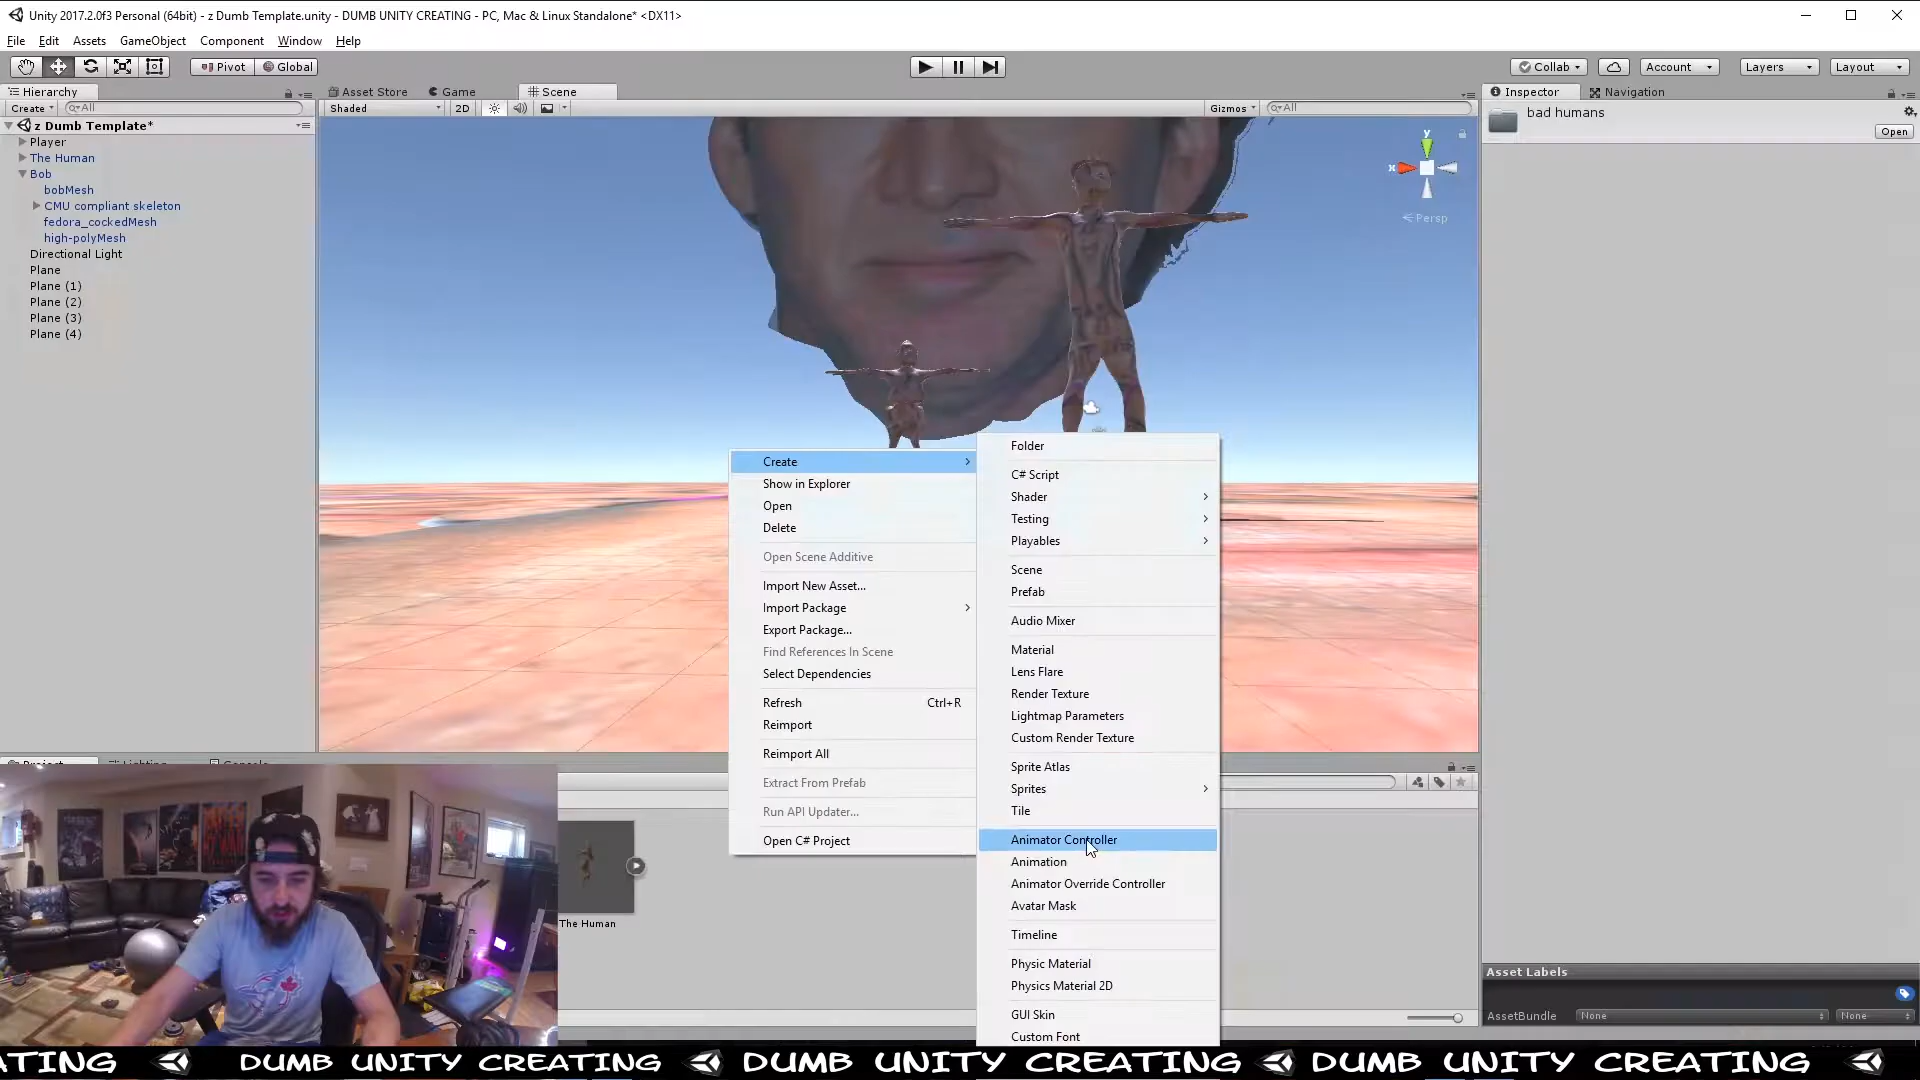 Unity 2017.2.0f3 Personal (64bit) - z Dumb Template.unity - DUMB UNITY CREATING - PC, Mac & Linux Standalone* <DX11>
File Edit Assets GameObject Component Window Help
Pivot Global Collab Account Layers Layout
Hierarchy
Create All
z Dumb Template*
Player
The Human
Bob
bobMesh
CMU compliant skeleton
fedora_cockedMesh
high-polyMesh
Directional Light
Plane
Plane (1)
Plane (2)
Plane (3)
Plane (4)
Asset Store Game Scene
Shaded 2D Gizmos All
y
x
Persp
Inspector Navigation
bad humans
Open
Create
Show in Explorer
Open
Delete
Open Scene Additive
Import New Asset...
Import Package
Export Package...
Find References In Scene
Select Dependencies
Refresh Ctrl+R
Reimport
Reimport All
Extract From Prefab
Run API Updater...
Open C# Project
Folder
C# Script
Shader
Testing
Playables
Scene
Prefab
Audio Mixer
Material
Lens Flare
Render Texture
Lightmap Parameters
Custom Render Texture
Sprite Atlas
Sprites
Tile
Animator Controller
Animation
Animator Override Controller
Avatar Mask
Timeline
Physic Material
Physics Material 2D
GUI Skin
Custom Font
The Human
Asset Labels
AssetBundle None None
ATING DUMB UNITY CREATING DUMB UNITY CREATING DUMB UNITY CREATING